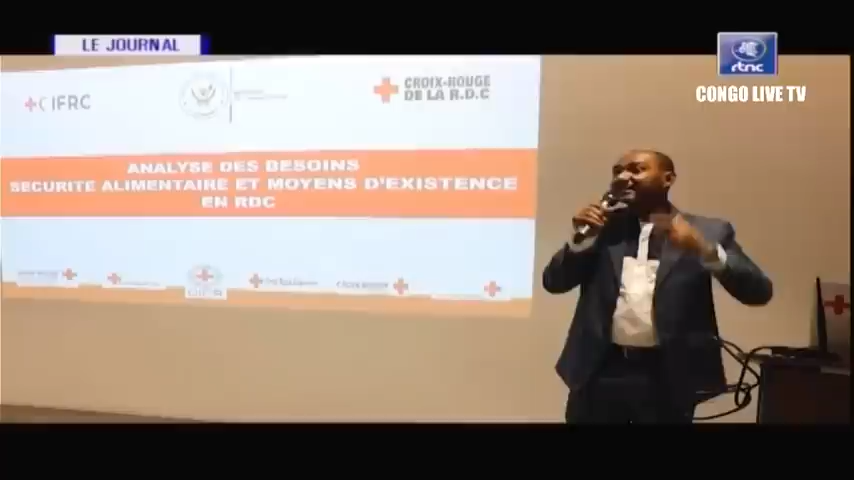 LE JOURNAL
rtnc
CONGO LIVE TV
IFRC
CROIX-ROUGE
DE LA R.D.C
ANALYSE DES BESOINS
SECURITE ALIMENTAIRE ET MOYENS D'EXISTENCE
EN RDC